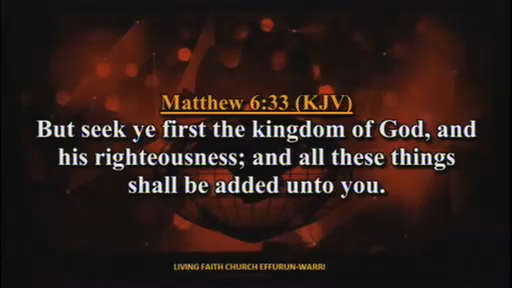 Matthew 6:33 (KJV)
But seek ye first the kingdom of God, and
his righteousness; and all these things
shall be added unto you.
LIVING FAITH CHURCH EFFURUN-WARRI